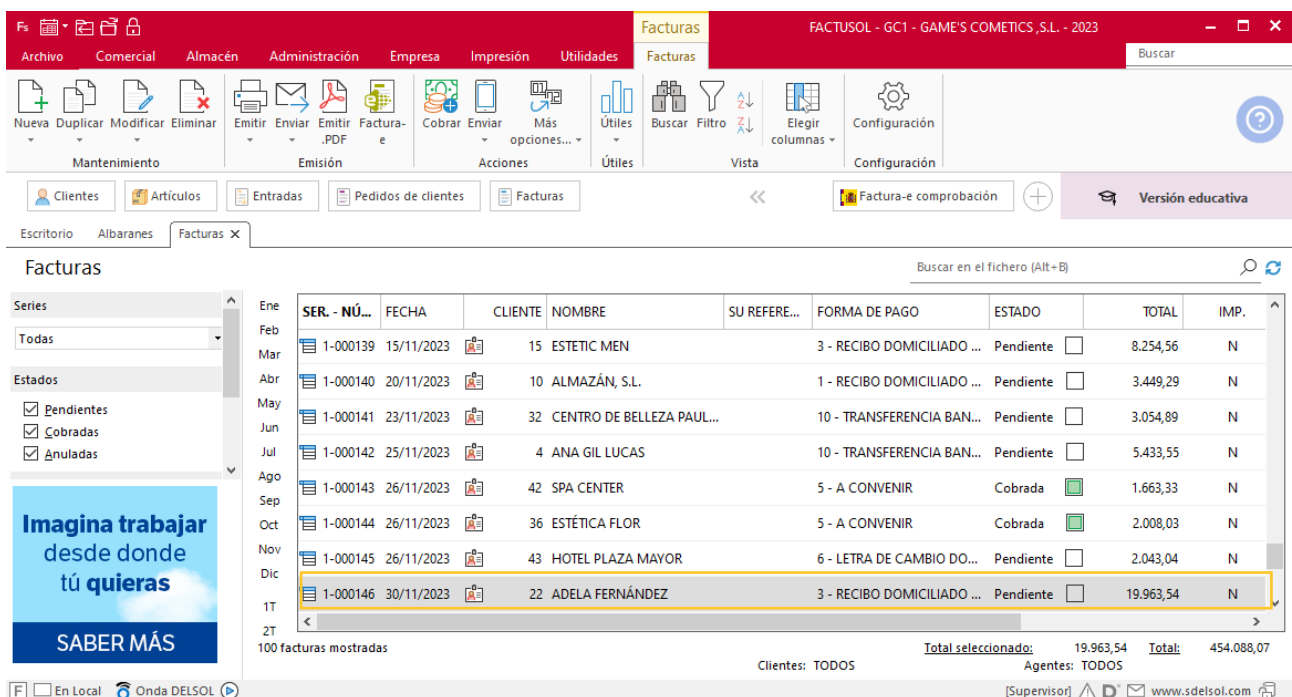 Fs Facturas FACTUSOL - GC1 - GAME'S COMETICS ,S.L. - 2023
Archivo Comercial Almacén Administración Empresa Impresión Utilidades Facturas Buscar
Nueva Duplicar Modificar Eliminar Emitir Enviar Emitir .PDF Factura-e Cobrar Enviar Más opciones... Útiles Buscar Filtro Elegir columnas Configuración
Mantenimiento Emisión Acciones Útiles Vista Configuración
Clientes Artículos Entradas Pedidos de clientes Facturas Factura-e comprobación Versión educativa
Escritorio Albaranes Facturas X
Facturas Buscar en el fichero (Alt+B)
Series
Todas
Estados
Pendientes
Cobradas
Anuladas
Imagina trabajar
desde donde
tú quieras
SABER MÁS
Ene
Feb
Mar
Abr
May
Jun
Jul
Ago
Sep
Oct
Nov
Dic
1T
2T
SER. - NÚ... FECHA CLIENTE NOMBRE SU REFERE... FORMA DE PAGO ESTADO TOTAL IMP.
1-000139 15/11/2023 15 ESTETIC MEN 3 - RECIBO DOMICILIADO ... Pendiente 8.254,56 N
1-000140 20/11/2023 10 ALMAZÁN, S.L. 1 - RECIBO DOMICILIADO ... Pendiente 3.449,29 N
1-000141 23/11/2023 32 CENTRO DE BELLEZA PAUL... 10 - TRANSFERENCIA BAN... Pendiente 3.054,89 N
1-000142 25/11/2023 4 ANA GIL LUCAS 10 - TRANSFERENCIA BAN... Pendiente 5.433,55 N
1-000143 26/11/2023 42 SPA CENTER 5 - A CONVENIR Cobrada 1.663,33 N
1-000144 26/11/2023 36 ESTÉTICA FLOR 5 - A CONVENIR Cobrada 2.008,03 N
1-000145 26/11/2023 43 HOTEL PLAZA MAYOR 6 - LETRA DE CAMBIO DO... Pendiente 2.043,04 N
1-000146 30/11/2023 22 ADELA FERNÁNDEZ 3 - RECIBO DOMICILIADO ... Pendiente 19.963,54 N
100 facturas mostradas Total seleccionado: 19.963,54 Total: 454.088,07
Clientes: TODOS Agentes: TODOS
F En Local Onda DELSOL [Supervisor] D www.sdelsol.com